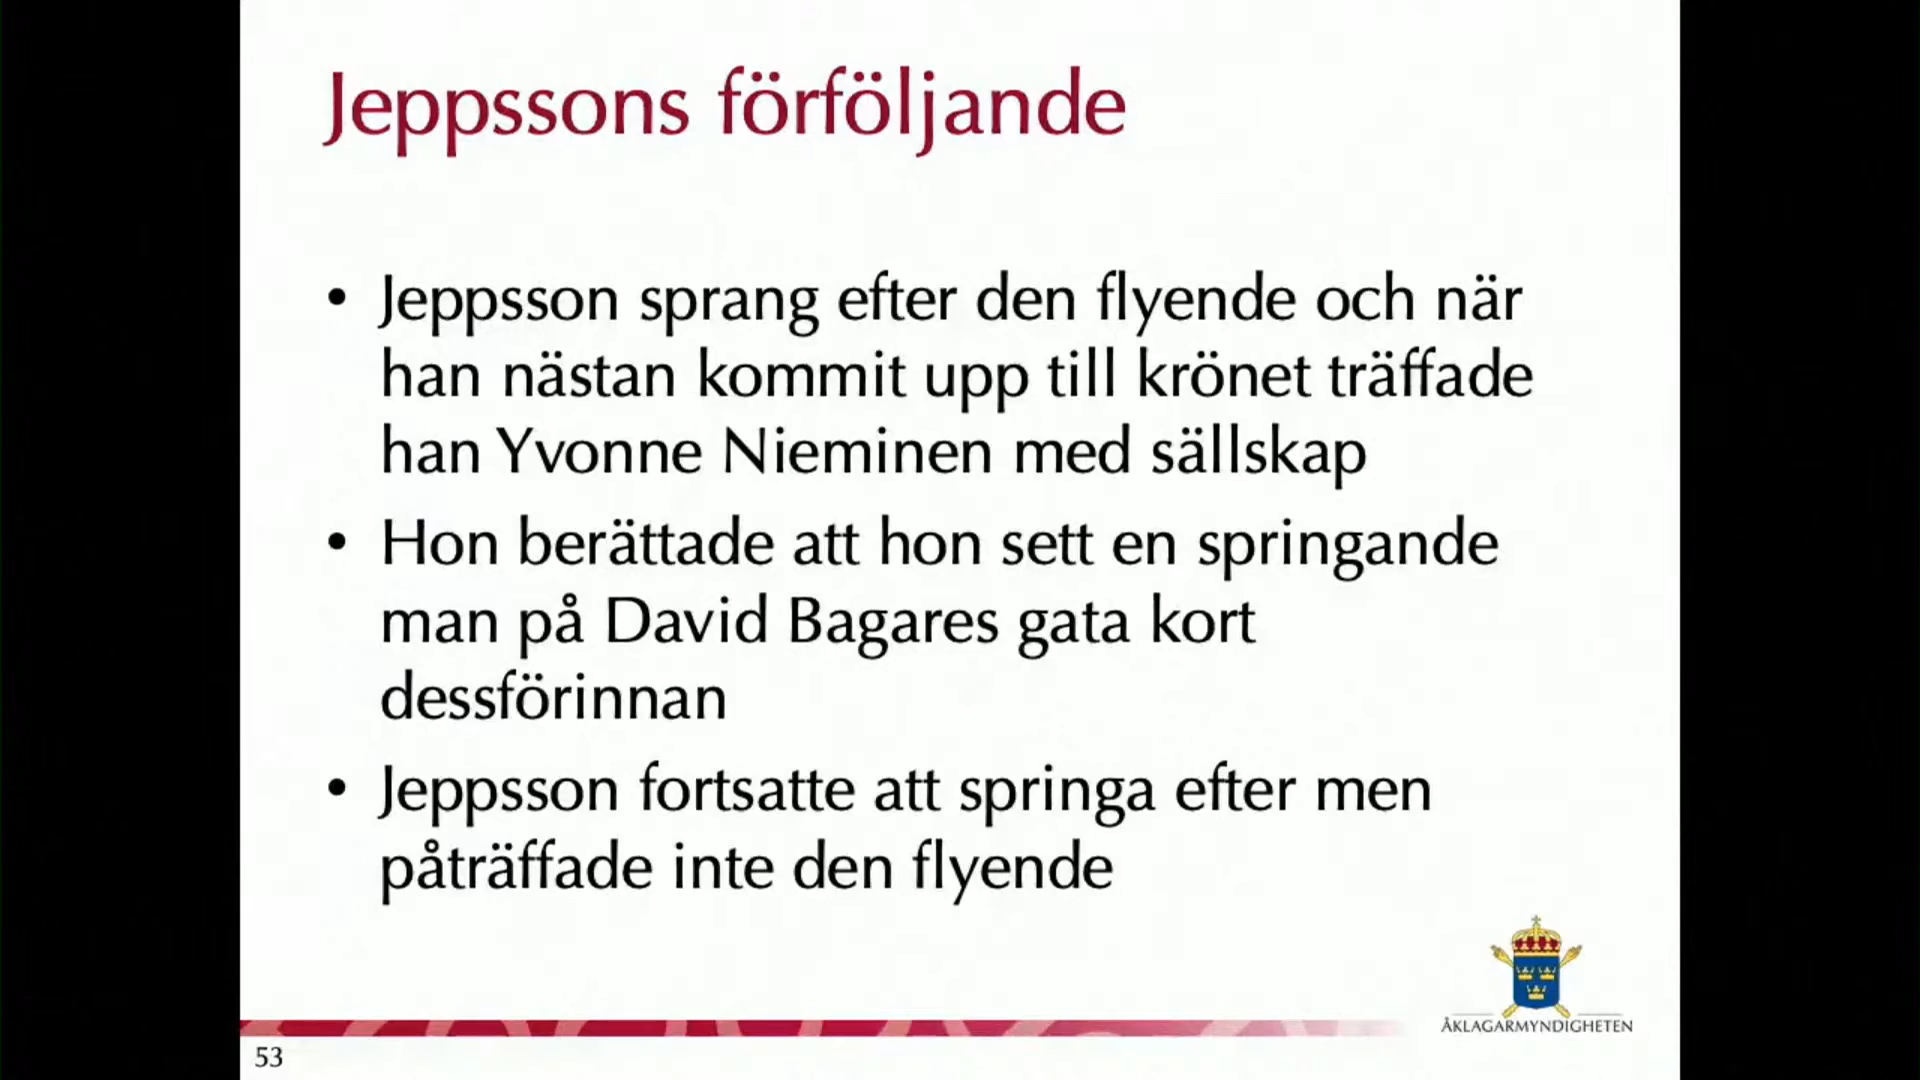 Jeppssons förföljande
• Jeppsson sprang efter den flyende och när
han nästan kommit upp till krönet träffade
han Yvonne Nieminen med sällskap
• Hon berättade att hon sett en springande
man på David Bagares gata kort
dessförinnan
• Jeppsson fortsatte att springa efter men
påträffade inte den flyende
ÅKLAGARMYNDIGHETEN
53